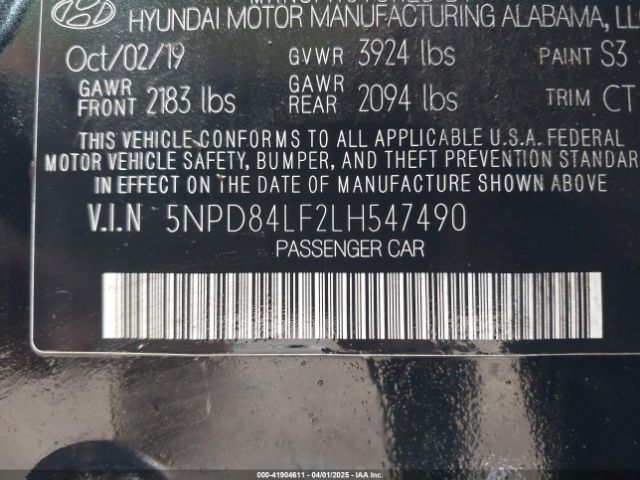 MANUFACTURED BY
HYUNDAI MOTOR MANUFACTURING ALABAMA, LL
Oct/02/19 GVWR 3924 lbs PAINT S3
GAWR FRONT 2183 lbs GAWR REAR 2094 lbs TRIM CT
THIS VEHICLE CONFORMS TO ALL APPLICABLE U.S.A. FEDERAL
MOTOR VEHICLE SAFETY, BUMPER, AND THEFT PREVENTION STANDAR
IN EFFECT ON THE DATE OF MANUFACTURE SHOWN ABOVE
V.I.N 5NPD84LF2LH547490
PASSENGER CAR
000-41904611 - 04/01/2025 - IAA, Inc.